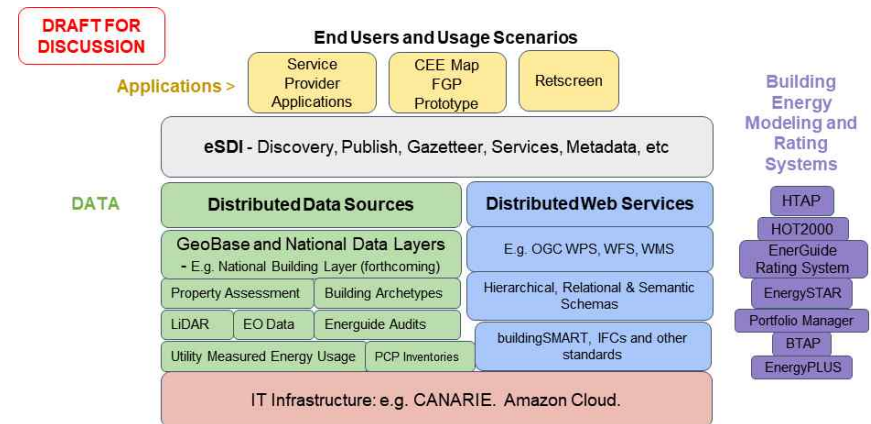 DRAFT FOR
DISCUSSION
End Users and Usage Scenarios
Applications >
Service
Provider
Applications
CEE Map
FGP
Prototype
Retscreen
eSDI - Discovery, Publish, Gazetteer, Services, Metadata, etc
DATA
Distributed Data Sources
GeoBase and National Data Layers
- E.g. National Building Layer (forthcoming)
Property Assessment
Building Archetypes
LiDAR
EO Data
Energuide Audits
Utility Measured Energy Usage
PCP Inventories
Distributed Web Services
E.g. OGC WPS, WFS, WMS
Hierarchical, Relational & Semantic
Schemas
buildingSMART, IFCs and other
standards
IT Infrastructure: e.g. CANARIE. Amazon Cloud.
Building
Energy
Modeling and
Rating
Systems
HTAP
HOT2000
EnerGuide
Rating System
EnergySTAR
Portfolio Manager
BTAP
EnergyPLUS